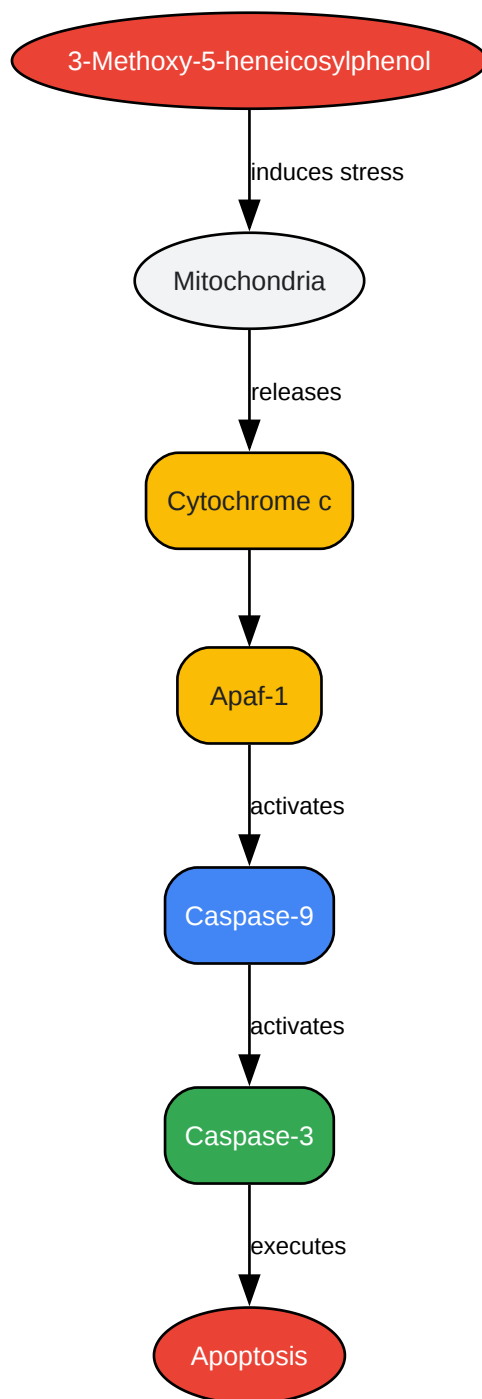 3-Methoxy-5-heneicosylphenol
induces stress
Mitochondria
releases
Cytochrome c
Apaf-1
activates
Caspase-9
activates
Caspase-3
executes
Apoptosis